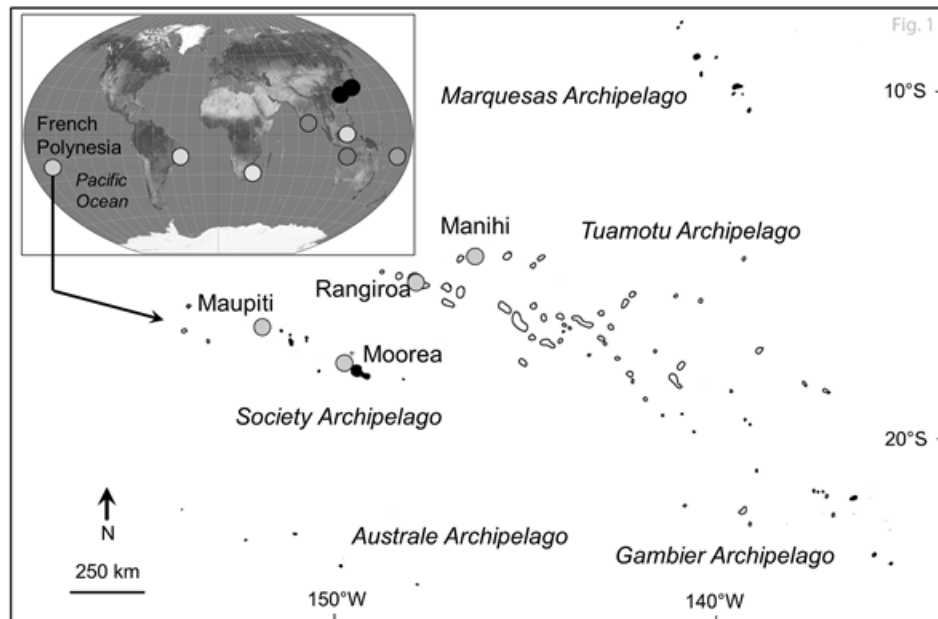 Fig. 1
French
Polynesia
Pacific
Ocean
Marquesas Archipelago
10°S
Manihi
Tuamotu Archipelago
Rangiroa
Maupiti
Moorea
Society Archipelago
20°S
N
250 km
Australe Archipelago
Gambier Archipelago
150°W
140°W